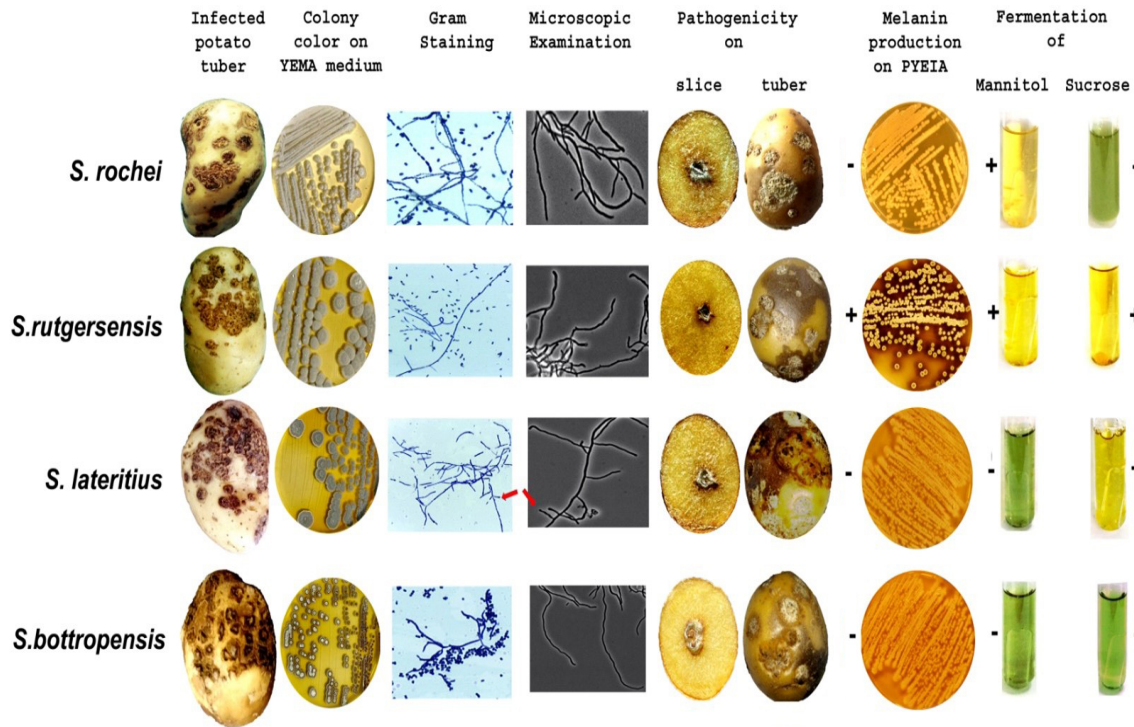 Infected
potato
tuber
Colony
color on
YEMA medium
Gram
Staining
Microscopic
Examination
Pathogenicity
on
slice tuber
Melanin
production
on PYEIA
Fermentation
of
Mannitol Sucrose
S. rochei
- + -
S.rutgersensis
+ +
S. lateritius
- -
S.bottropensis
- -